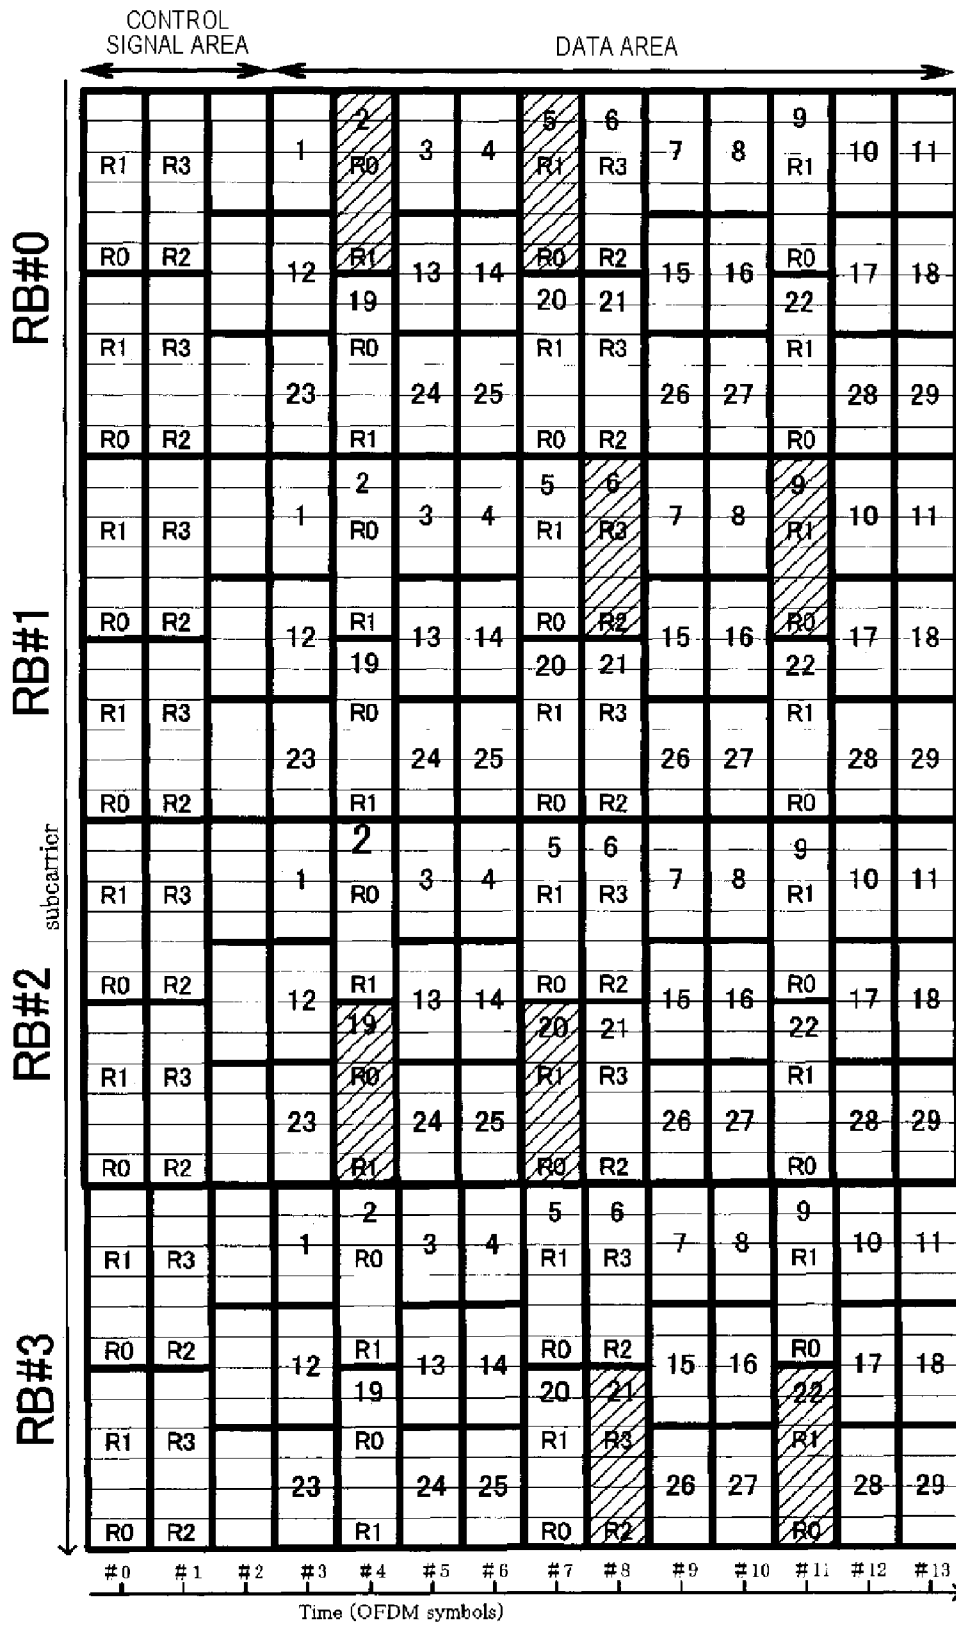 CONTROL
SIGNAL AREA
DATA AREA
RB#0
2 5 6 9
1 3 4 7 8 10 11
R1 R3 R0 R1 R3 R1
R0 R2 R1 R0 R2 R0
12 13 14 15 16 17 18
19 20 21 22
R1 R3 R0 R1 R3 R1
23 24 25 26 27 28 29
R0 R2 R1 R0 R2 R0
RB#1
2 5 6 9
1 3 4 7 8 10 11
R1 R3 R0 R1 R3 R1
R0 R2 R1 R0 R2 R0
12 13 14 15 16 17 18
19 20 21 22
R1 R3 R0 R1 R3 R1
23 24 25 26 27 28 29
R0 R2 R1 R0 R2 R0
subcarrier
RB#2
2 5 6 9
1 3 4 7 8 10 11
R1 R3 R0 R1 R3 R1
R0 R2 R1 R0 R2 R0
12 13 14 15 16 17 18
19 20 21 22
R1 R3 R0 R1 R3 R1
23 24 25 26 27 28 29
R0 R2 R1 R0 R2 R0
RB#3
2 5 6 9
1 3 4 7 8 10 11
R1 R3 R0 R1 R3 R1
R0 R2 R1 R0 R2 R0
12 13 14 15 16 17 18
19 20 21 22
R1 R3 R0 R1 R3 R1
23 24 25 26 27 28 29
R0 R2 R1 R0 R2 R0
#0 #1 #2 #3 #4 #5 #6 #7 #8 #9 #10 #11 #12 #13
Time (OFDM symbols)